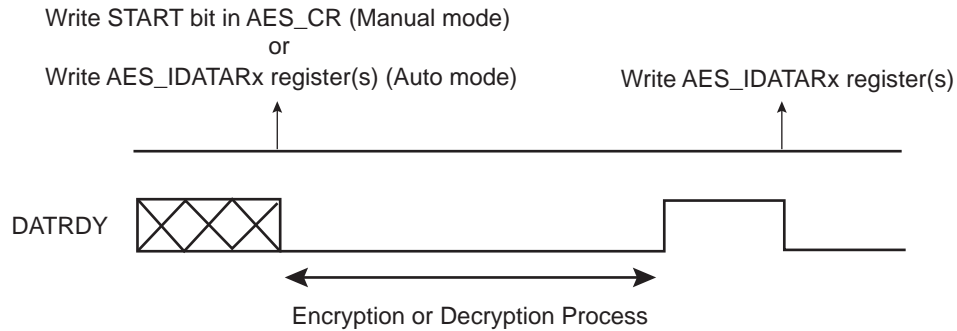 Write START bit in AES_CR (Manual mode)
or
Write AES_IDATARx register(s) (Auto mode)
Write AES_IDATARx register(s)
DATRDY
Encryption or Decryption Process